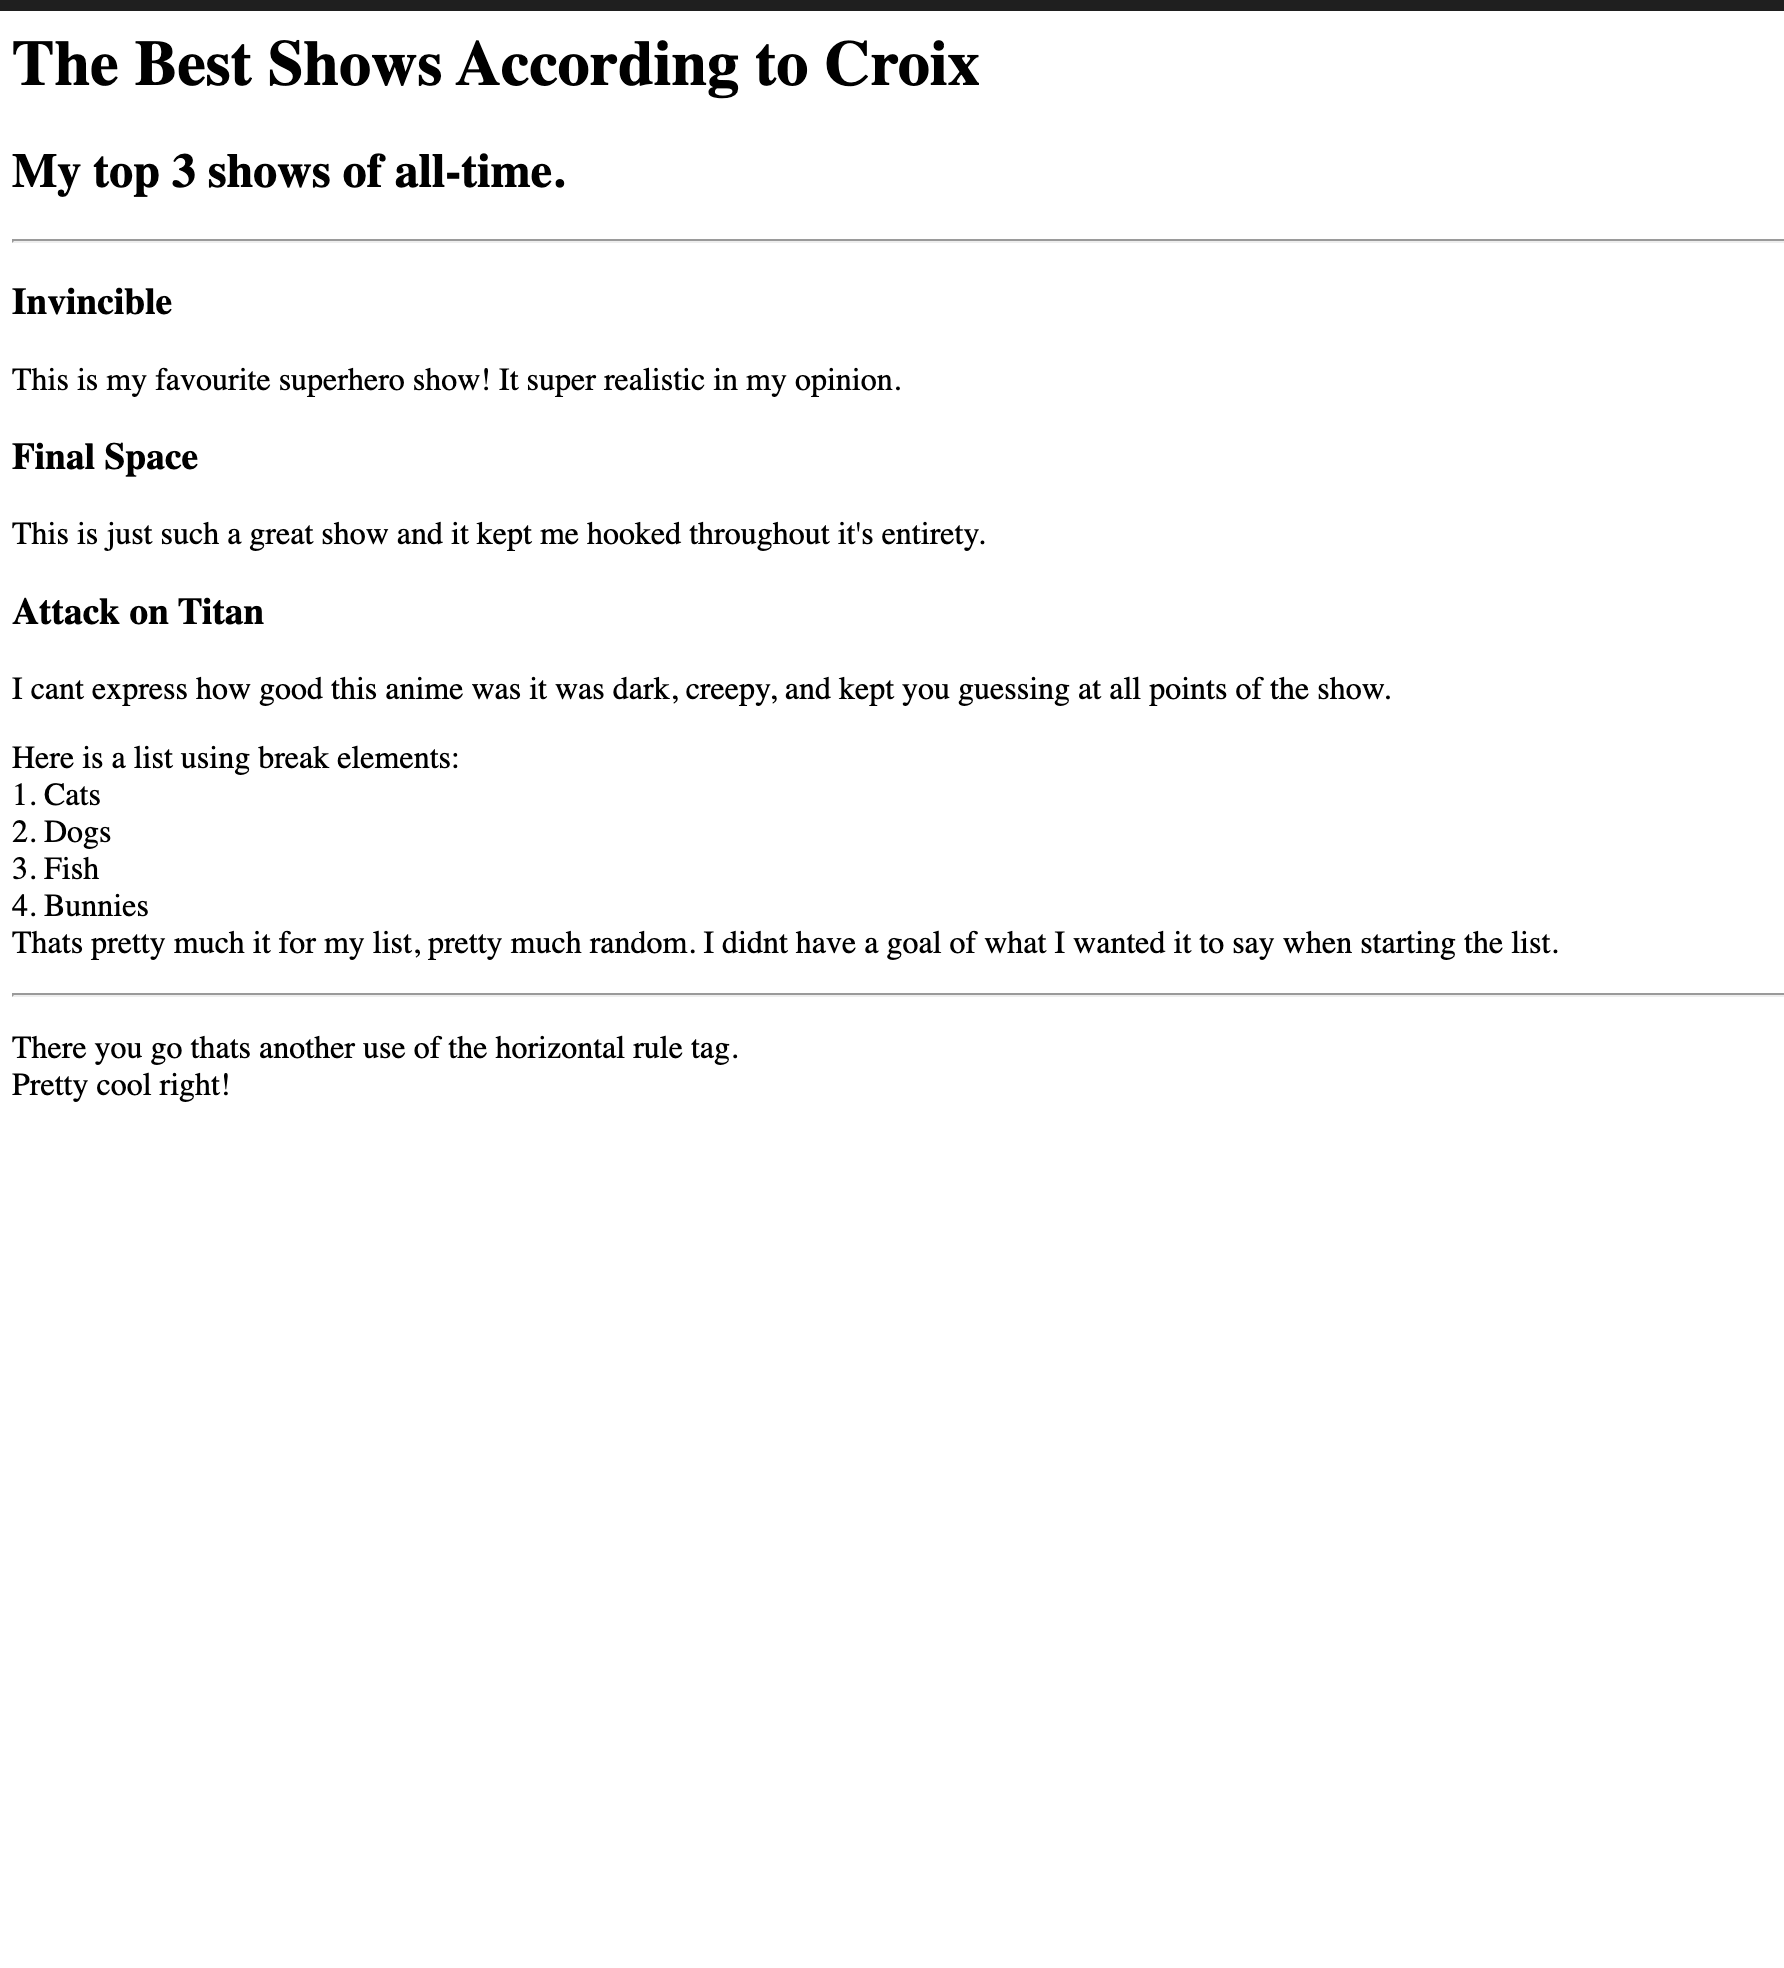 The Best Shows According to Croix
My top 3 shows of all-time.
Invincible
This is my favourite superhero show! It super realistic in my opinion.
Final Space
This is just such a great show and it kept me hooked throughout it's entirety.
Attack on Titan
I cant express how good this anime was it was dark, creepy, and kept you guessing at all points of the show.
Here is a list using break elements:
1. Cats
2. Dogs
3. Fish
4. Bunnies
Thats pretty much it for my list, pretty much random. I didnt have a goal of what I wanted it to say when starting the list.
There you go thats another use of the horizontal rule tag.
Pretty cool right!